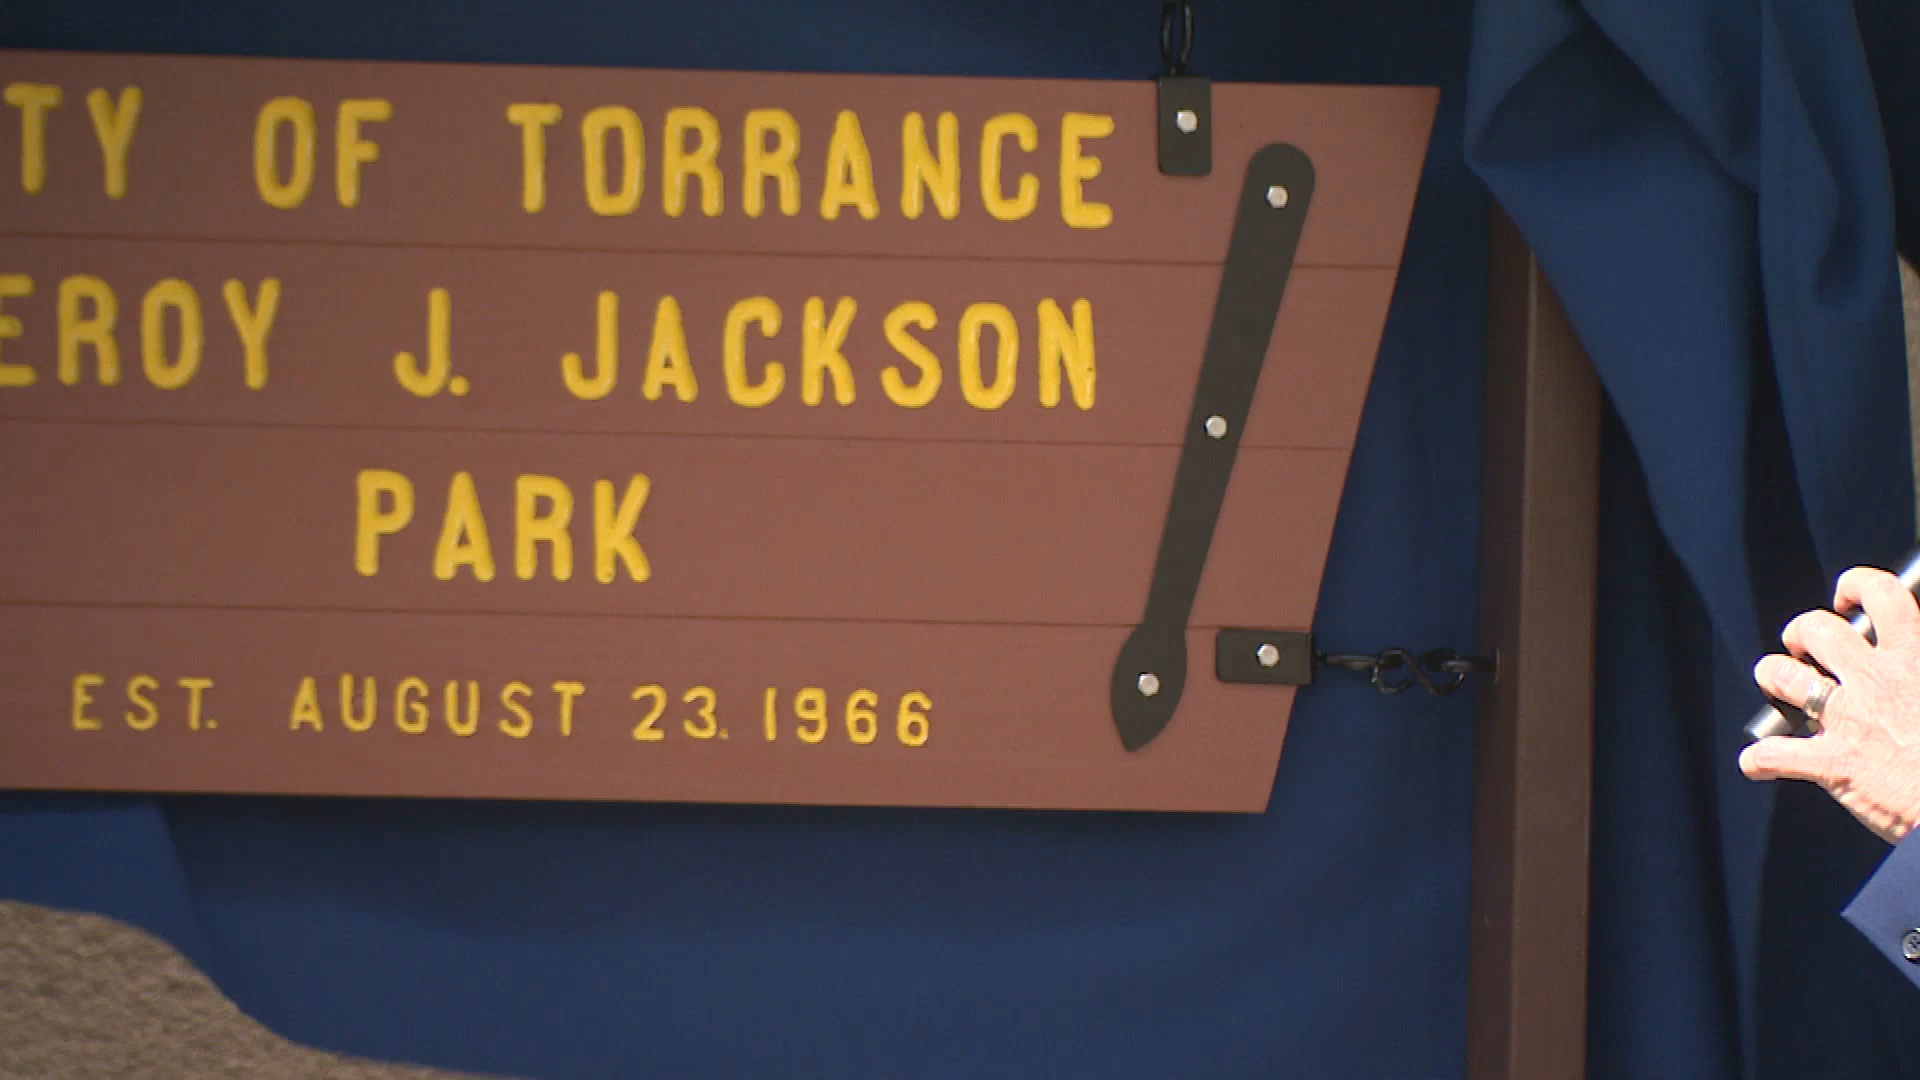 TY OF TORRANCE
EROY J. JACKSON
PARK
EST. AUGUST 23. 1966